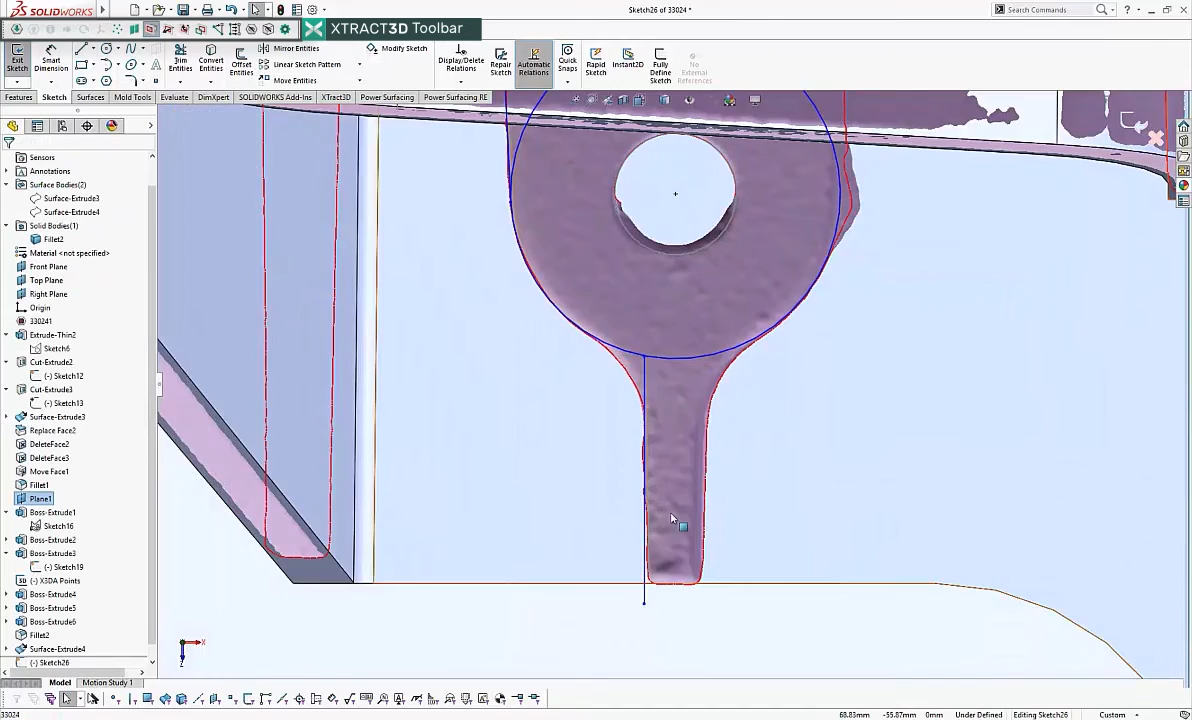 SOLIDWORKS
Sketch26 of 33024 *
Search Commands
XTRACT3D Toolbar
Exit Sketch
Smart Dimension
Trim Entities
Convert Entities
Offset Entities
Mirror Entities
Linear Sketch Pattern
Move Entities
Modify Sketch
Display/Delete Relations
Repair Sketch
Automatic Relations
Quick Snaps
Rapid Sketch
Instant2D
Fully Define Sketch
No External References
Features
Sketch
Surfaces
Mold Tools
Evaluate
DimXpert
SOLIDWORKS Add-Ins
XTract3D
Power Surfacing
Power Surfacing RE
Sensors
Annotations
Surface Bodies(2)
Surface-Extrude3
Surface-Extrude4
Solid Bodies(1)
Fillet2
Material <not specified>
Front Plane
Top Plane
Right Plane
Origin
330241
Extrude-Thin2
Sketch6
Cut-Extrude2
(-) Sketch12
Cut-Extrude3
(-) Sketch13
Surface-Extrude3
Replace Face2
DeleteFace2
DeleteFace3
Move Face1
Fillet1
Plane1
Boss-Extrude1
Sketch16
Boss-Extrude2
Boss-Extrude3
(-) Sketch19
(-) X3DA Points
Boss-Extrude4
Boss-Extrude5
Boss-Extrude6
Fillet2
Surface-Extrude4
(-) Sketch26
X
Z
Model
Motion Study 1
68.83mm
-55.87mm
0mm
Under Defined
Editing Sketch26
Custom